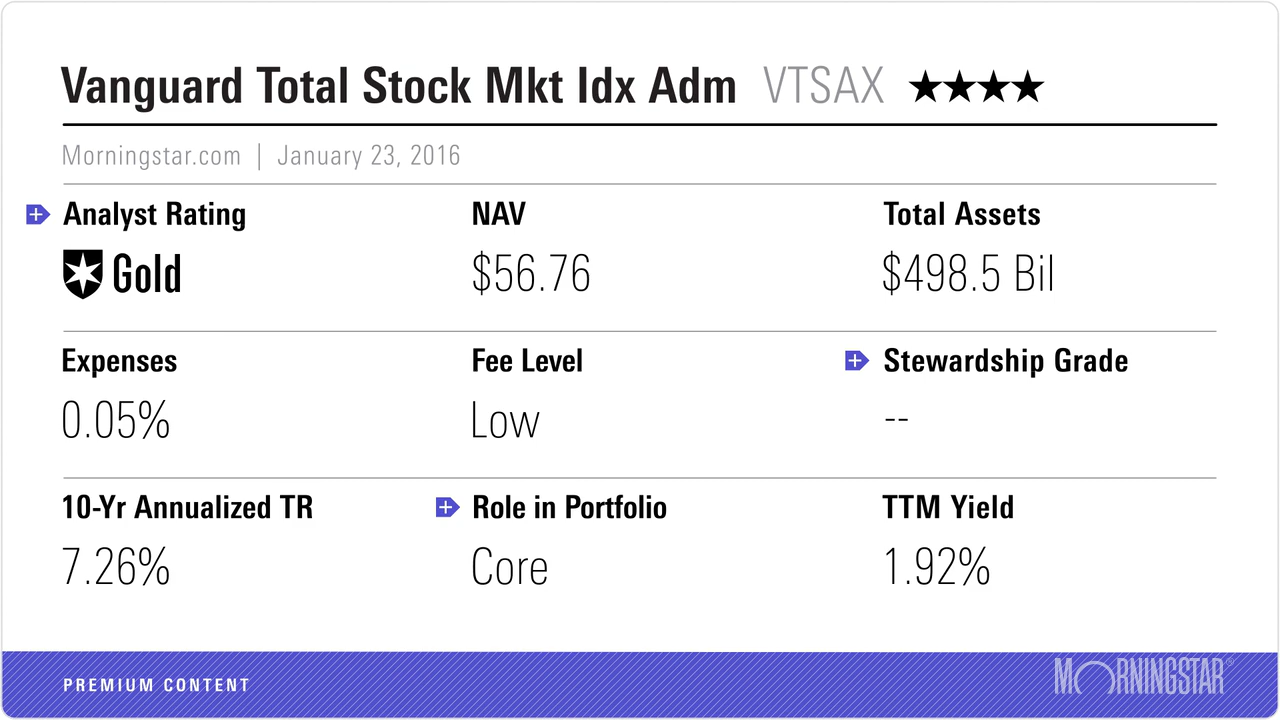 Vanguard Total Stock Mkt Idx Adm VTSAX ★★★★
Morningstar.com | January 23, 2016
Analyst Rating NAV Total Assets
Gold $56.76 $498.5 Bil
Expenses Fee Level Stewardship Grade
0.05% Low --
10-Yr Annualized TR Role in Portfolio TTM Yield
7.26% Core 1.92%
PREMIUM CONTENT MORNINGSTAR®